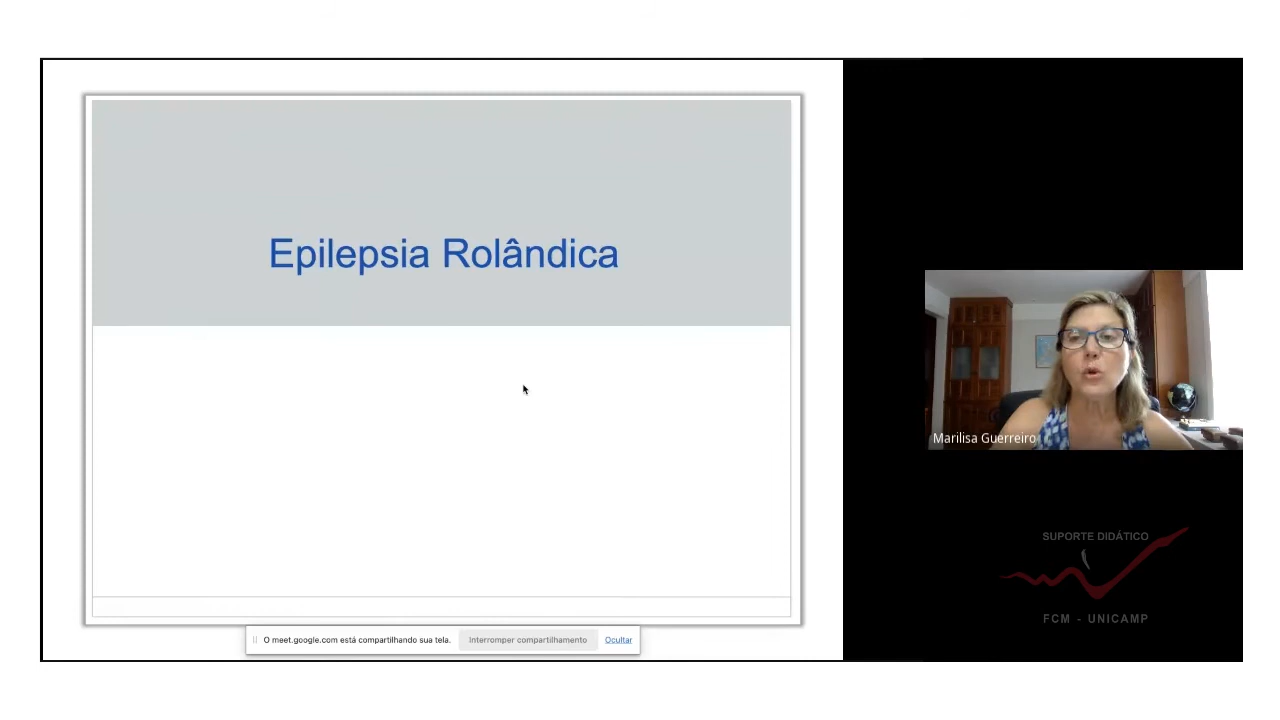 Epilepsia Rolândica
Marilisa Guerreiro
SUPORTE DIDÁTICO
FCM - UNICAMP
O meet.google.com está compartilhando sua tela.
Interromper compartilhamento
Ocultar